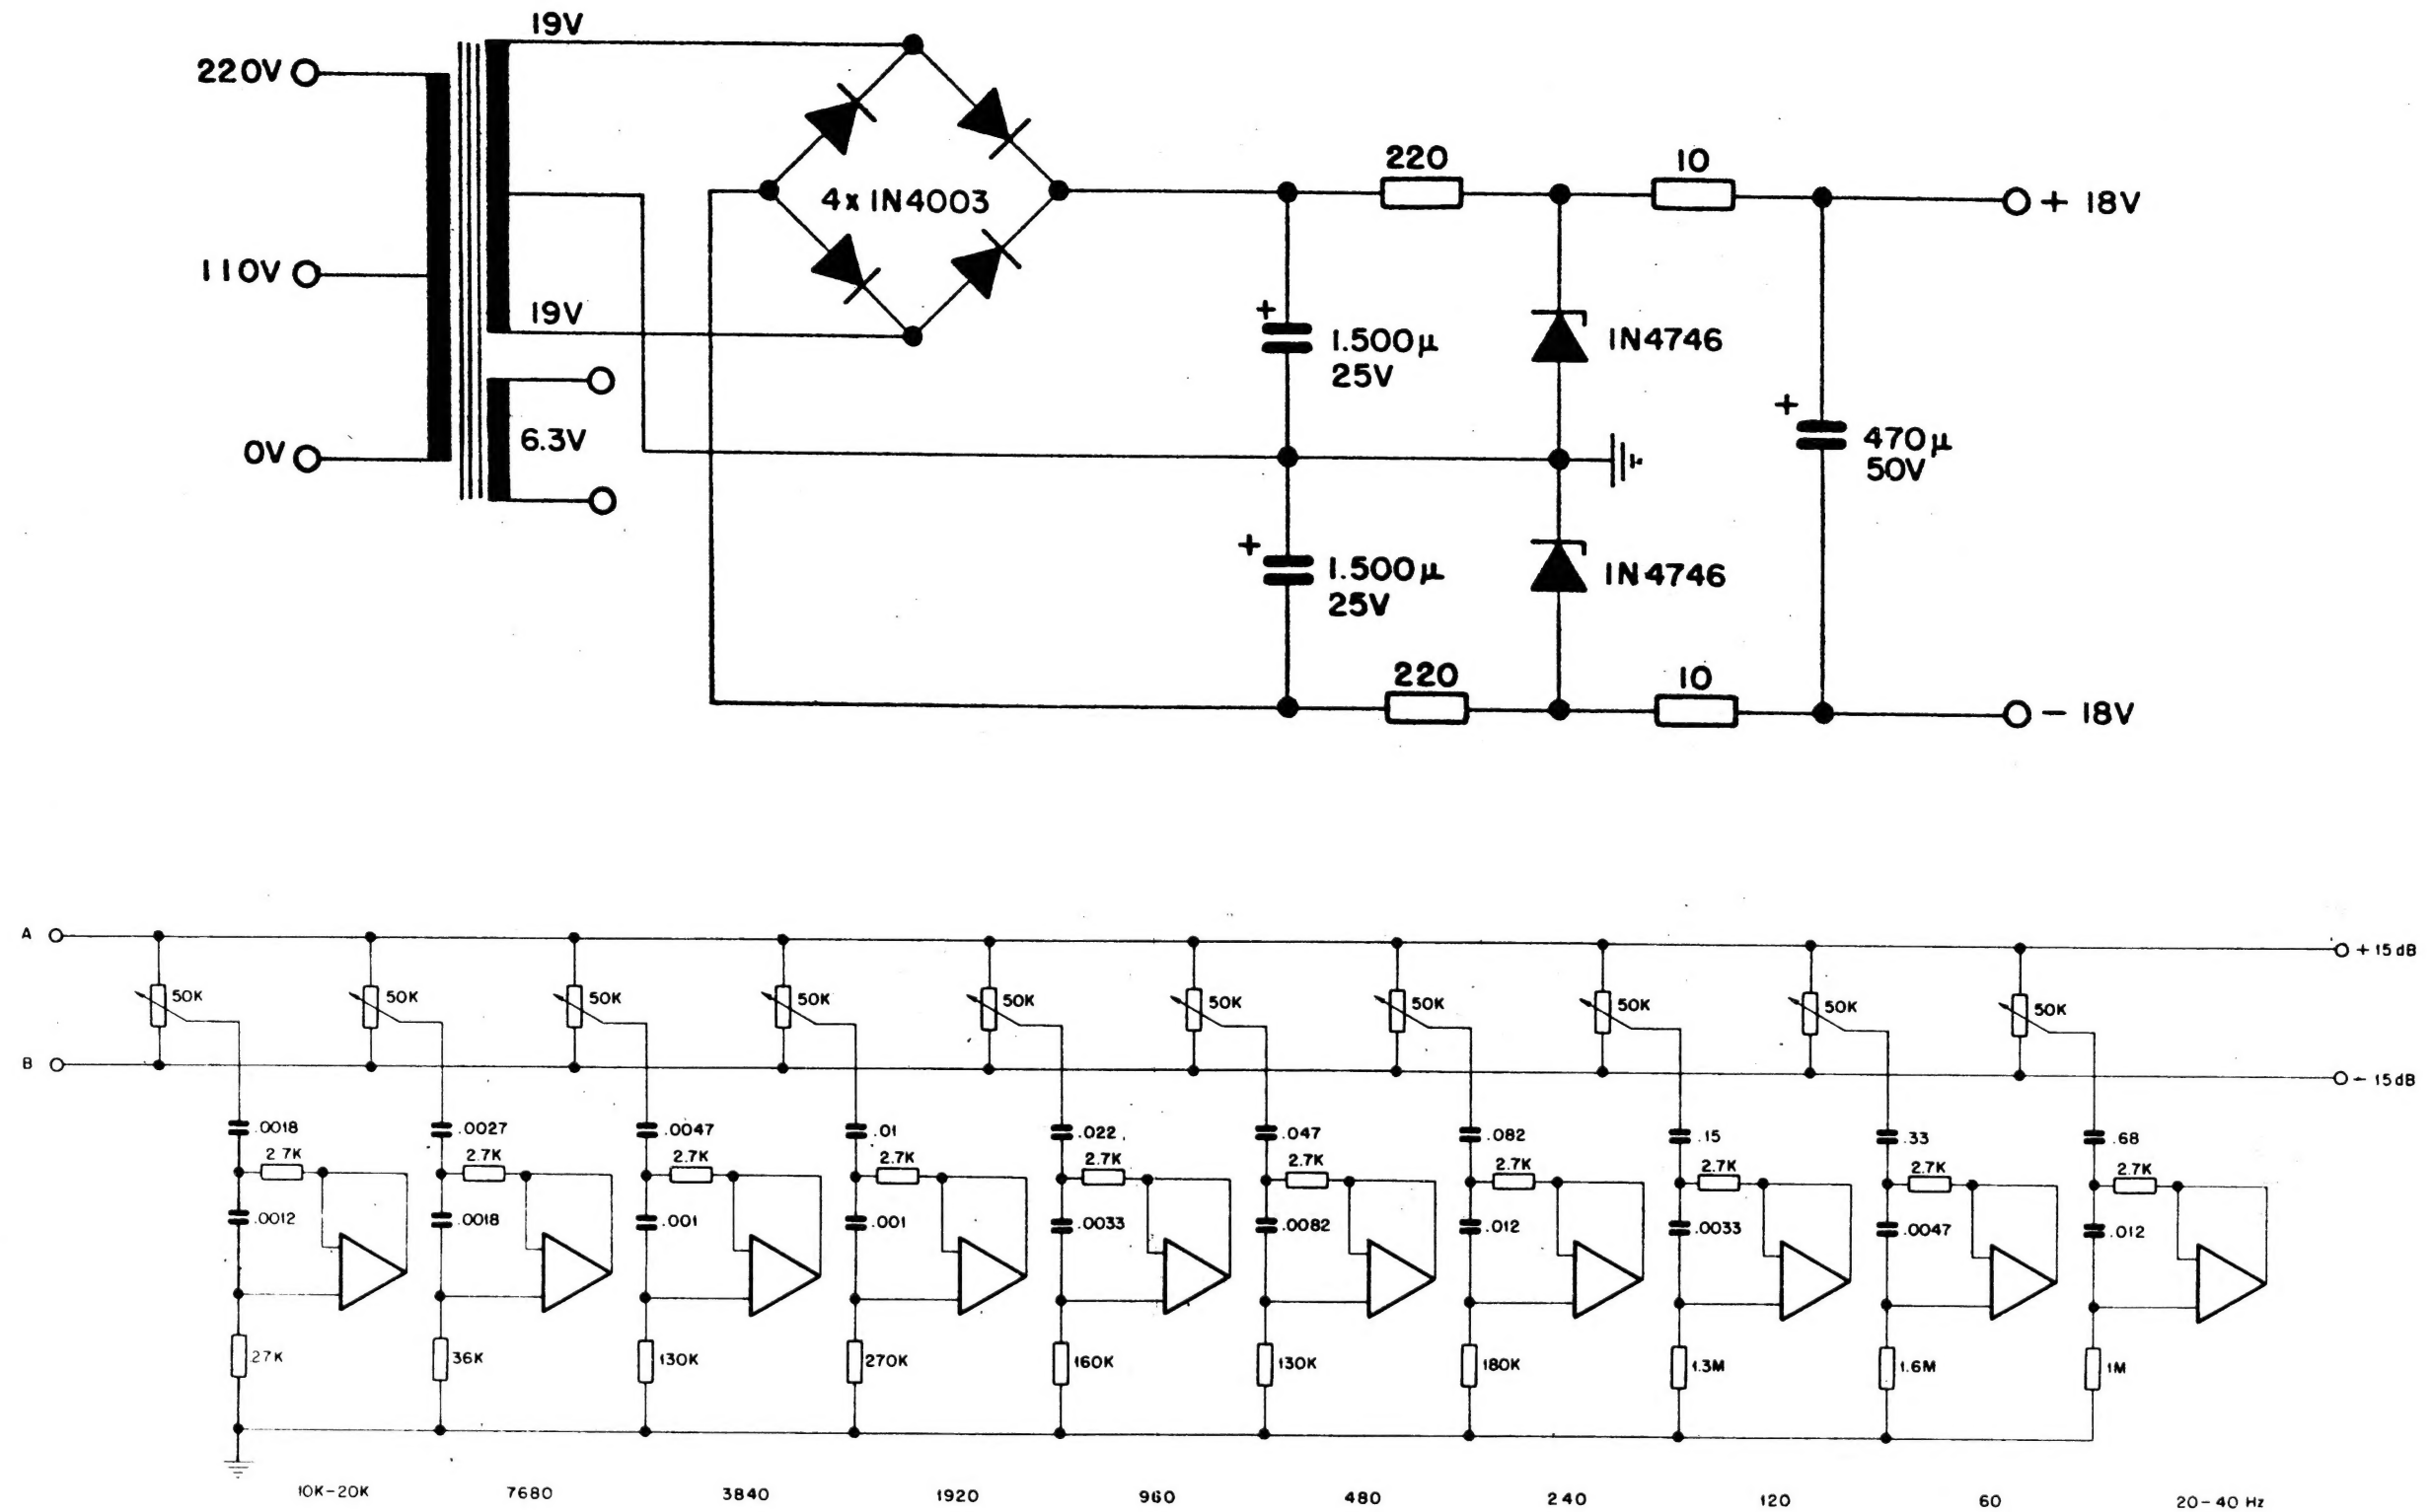 19V
220V
4x 1N4003
220
10
+ 18V
110V
19V
+
1.500µ
25V
1N4746
+
470µ
50V
0V
6.3V
+
1.500µ
25V
1N4746
220
10
- 18V
A
+ 15 dB
50K
50K
50K
50K
50K
50K
50K
50K
50K
50K
B
- 15 dB
.0018
.0027
.0047
.01
.022
.047
.082
.15
.33
.68
2.7K
2.7K
2.7K
2.7K
2.7K
2.7K
2.7K
2.7K
2.7K
2.7K
.0012
.0018
.001
.001
.0033
.0082
.012
.0033
.0047
.012
27K
36K
130K
270K
160K
130K
180K
1.3M
1.6M
1M
10K-20K
7680
3840
1920
960
480
240
120
60
20-40 Hz